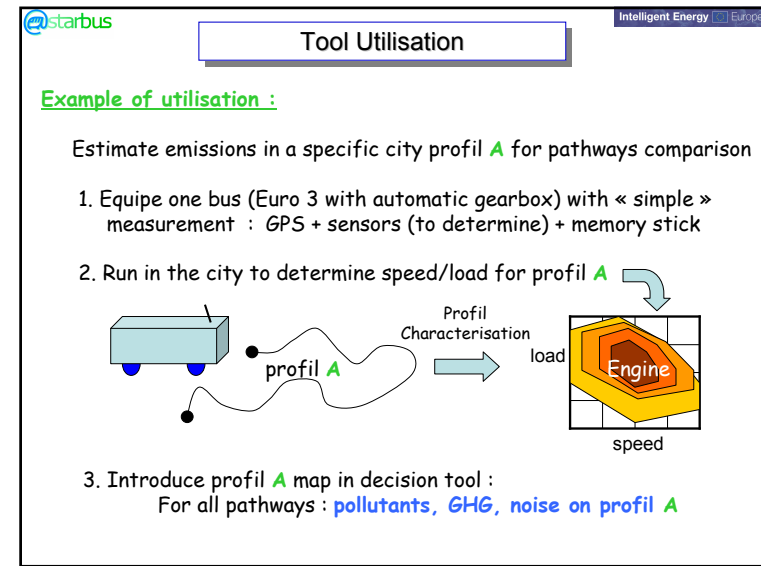 @starbus
Intelligent Energy Europe
Tool Utilisation
Example of utilisation :
Estimate emissions in a specific city profil A for pathways comparison
1. Equipe one bus (Euro 3 with automatic gearbox) with « simple »
measurement : GPS + sensors (to determine) + memory stick
2. Run in the city to determine speed/load for profil A
Profil
Characterisation
profil A
load
Engine
speed
3. Introduce profil A map in decision tool :
For all pathways : pollutants, GHG, noise on profil A